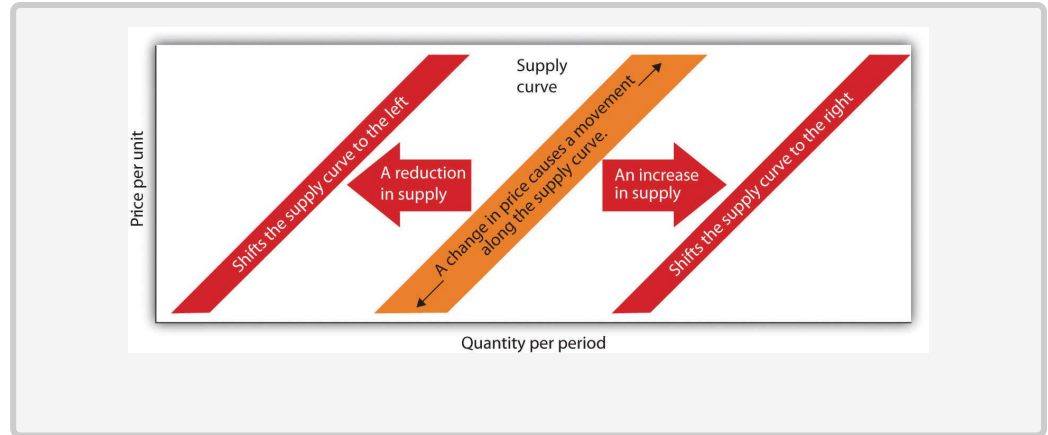 Supply
curve
Price per unit
Shifts the supply curve to the left
A reduction
in supply
A change in price causes a movement
along the supply curve.
An increase
in supply
Shifts the supply curve to the right
Quantity per period